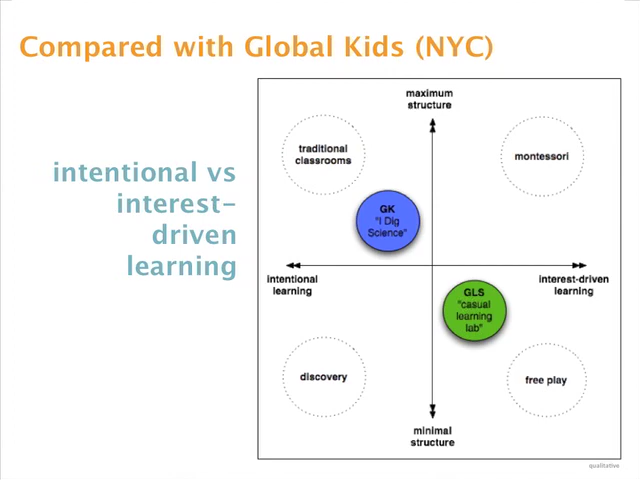 Compared with Global Kids (NYC)
intentional vs
interest-
driven
learning
maximum
structure
traditional
classrooms
montessori
GK
"I Dig
Science"
intentional
learning
interest-driven
learning
GLS
"casual
learning
lab"
discovery
free play
minimal
structure
qualitative